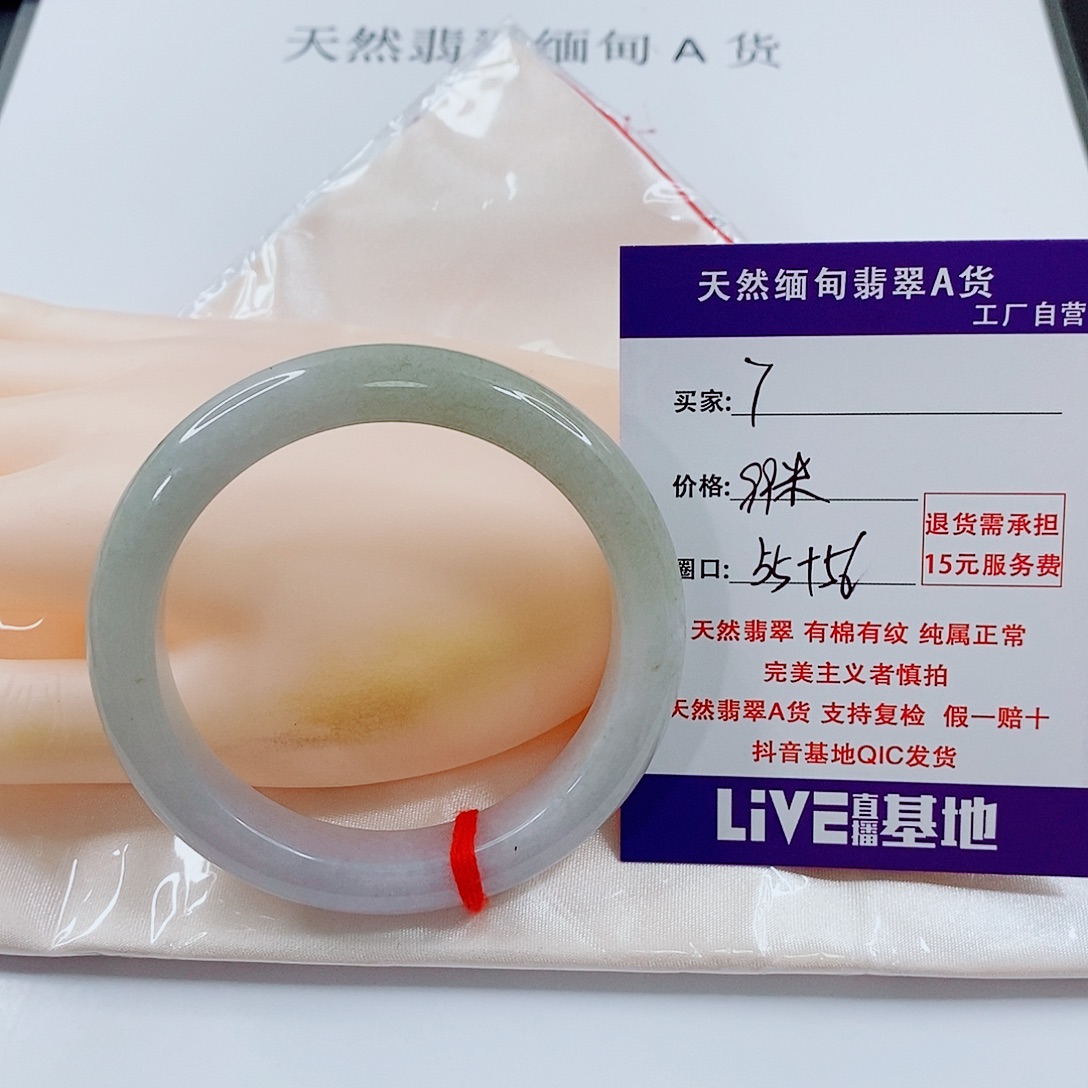 天然翡翠缅甸A货
天然缅甸翡翠A货
工厂自营
买家: 7
价格:
圈口: 55+56
退货需承担
15元服务费
天然翡翠 有棉有纹 纯属正常
完美主义者慎拍
天然翡翠A货 支持复检 假一赔十
抖音基地QIC发货
LiVE直播基地